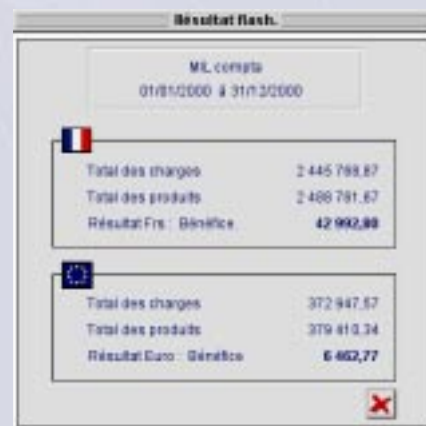 Résultat flash.
MIL compta
01/01/2000 à 31/12/2000
Total des charges 2 445 768,87
Total des produits 2 488 761,67
Résultat Frs : Bénéfice 42 992,80
Total des charges 372 947,57
Total des produits 379 410,34
Résultat Euro : Bénéfice 6 462,77